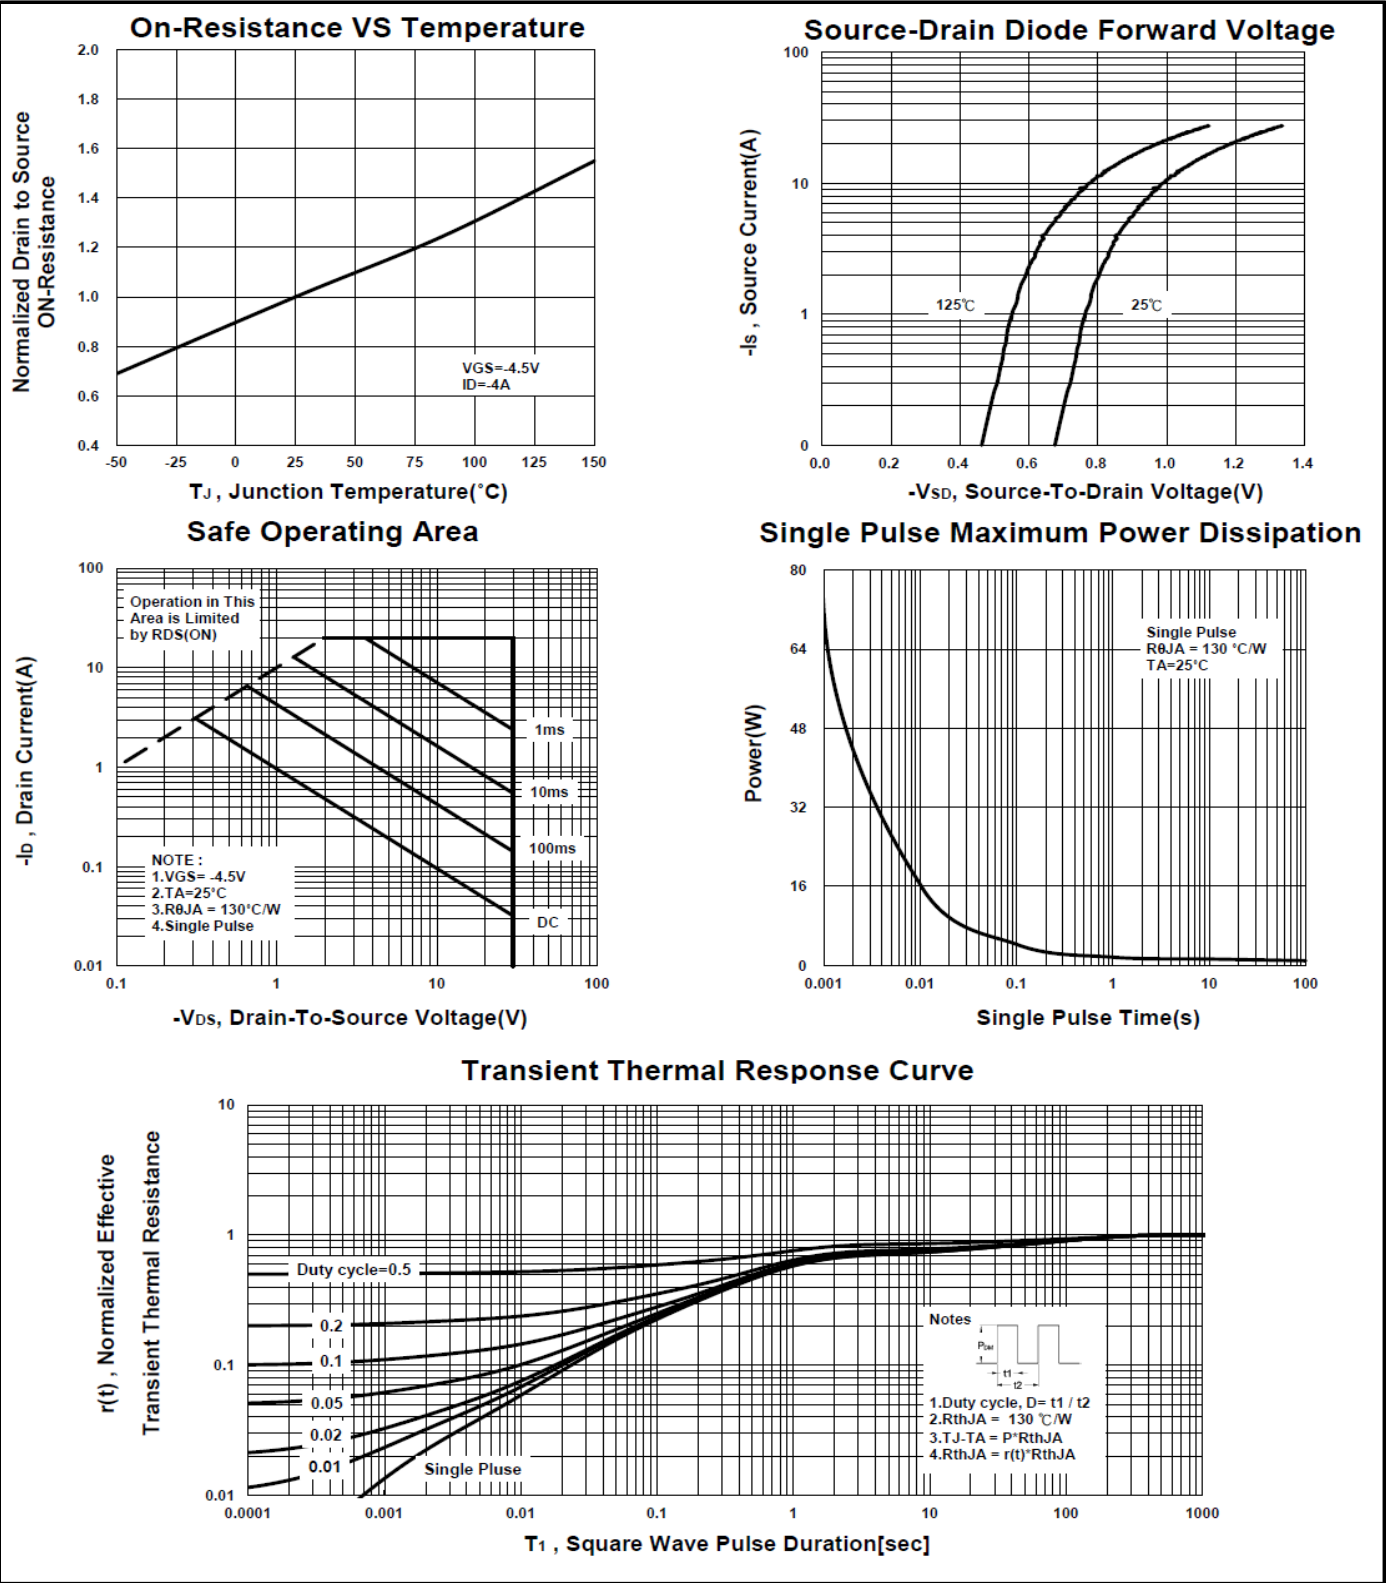 On-Resistance VS Temperature
Normalized Drain to Source
ON-Resistance
2.0
1.8
1.6
1.4
1.2
1.0
0.8
0.6
0.4
VGS=-4.5V
ID=-4A
-50 -25 0 25 50 75 100 125 150
TJ , Junction Temperature(°C)
Source-Drain Diode Forward Voltage
-IS , Source Current(A)
100
10
1
0
125℃
25℃
0.0 0.2 0.4 0.6 0.8 1.0 1.2 1.4
-VSD, Source-To-Drain Voltage(V)
Safe Operating Area
-ID , Drain Current(A)
100
10
1
0.1
0.01
Operation in This
Area is Limited
by RDS(ON)
1ms
10ms
100ms
DC
NOTE :
1.VGS= -4.5V
2.TA=25°C
3.RθJA = 130°C/W
4.Single Pulse
0.1 1 10 100
-VDS, Drain-To-Source Voltage(V)
Single Pulse Maximum Power Dissipation
Power(W)
80
64
48
32
16
0
Single Pulse
RθJA = 130 °C/W
TA=25°C
0.001 0.01 0.1 1 10 100
Single Pulse Time(s)
Transient Thermal Response Curve
r(t) , Normalized Effective
Transient Thermal Resistance
10
1
0.1
0.01
Duty cycle=0.5
0.2
0.1
0.05
0.02
0.01
Single Pluse
Notes
PDM
t1
t2
1.Duty cycle, D= t1 / t2
2.RthJA = 130 ℃/W
3.TJ-TA = P*RthJA
4.RthJA = r(t)*RthJA
0.0001 0.001 0.01 0.1 1 10 100 1000
T1 , Square Wave Pulse Duration[sec]